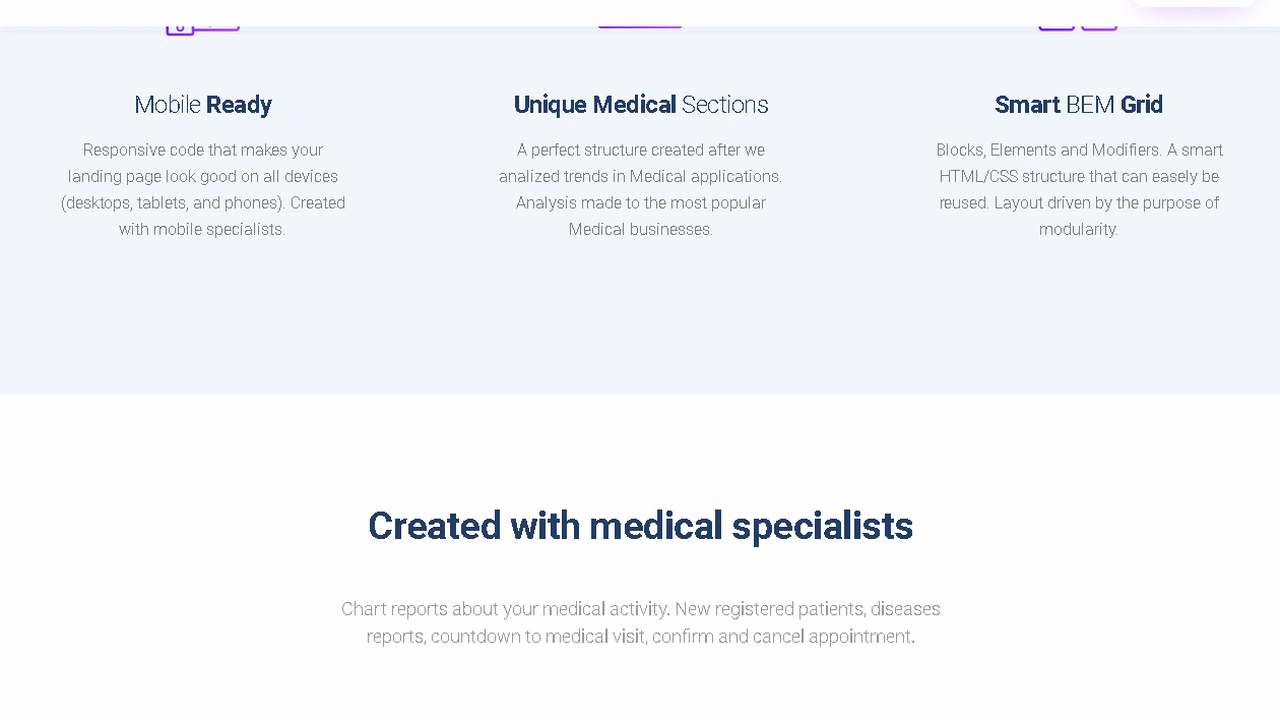 Mobile Ready
Responsive code that makes your
landing page look good on all devices
(desktops, tablets, and phones). Created
with mobile specialists.
Unique Medical Sections
A perfect structure created after we
analized trends in Medical applications.
Analysis made to the most popular
Medical businesses.
Smart BEM Grid
Blocks, Elements and Modifiers. A smart
HTML/CSS structure that can easely be
reused. Layout driven by the purpose of
modularity.
Created with medical specialists
Chart reports about your medical activity. New registered patients, diseases
reports, countdown to medical visit, confirm and cancel appointment.